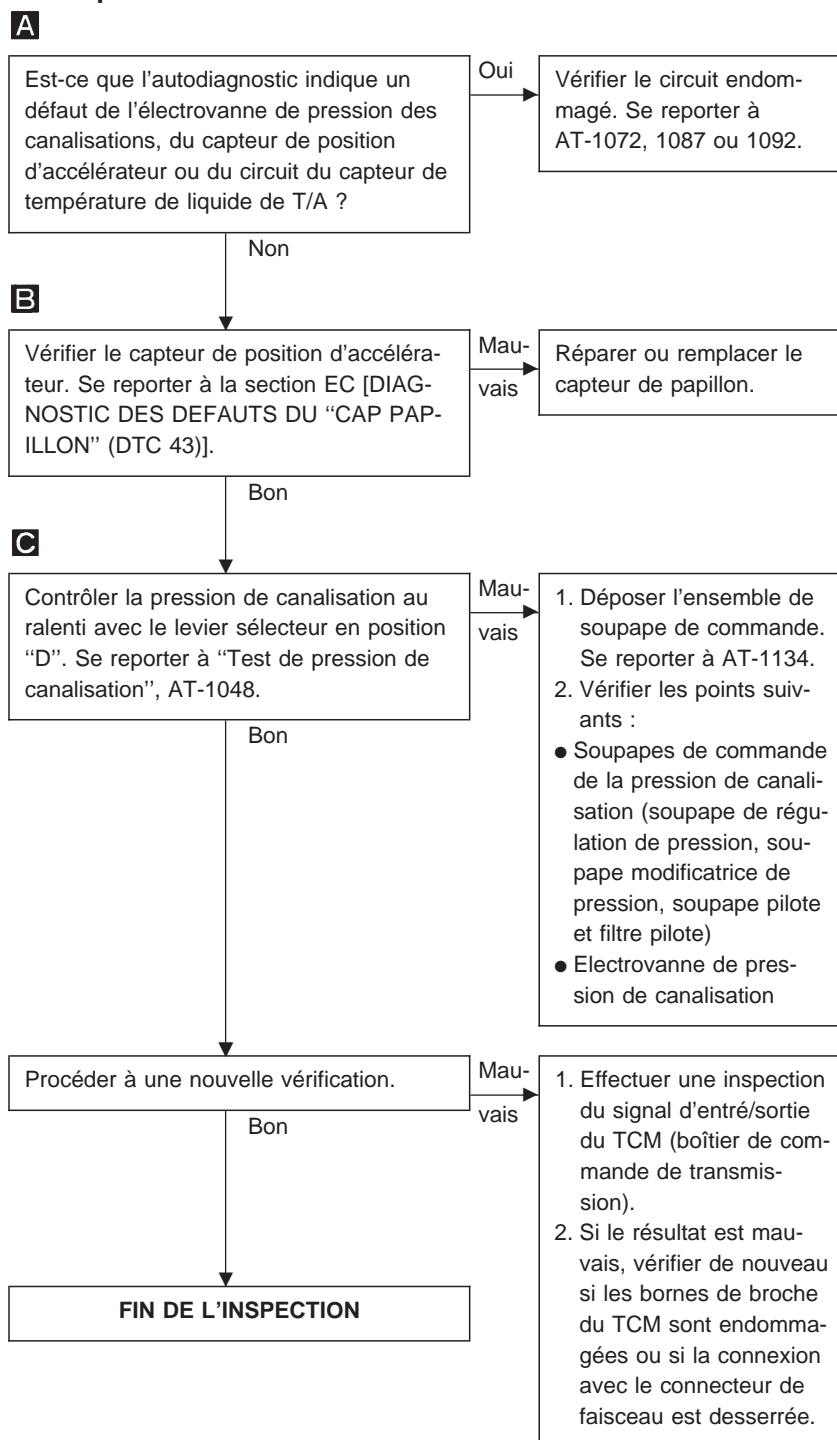 A
Est-ce que l'autodiagnostic indique un
défaut de l'électrovanne de pression des
canalisations, du capteur de position
d'accélérateur ou du circuit du capteur de
température de liquide de T/A ?
Oui
Vérifier le circuit endom-
magé. Se reporter à
AT-1072, 1087 ou 1092.
Non
B
Vérifier le capteur de position d'accéléra-
teur. Se reporter à la section EC [DIAG-
NOSTIC DES DEFAUTS DU ‘‘CAP PAP-
ILLON’’ (DTC 43)].
Mau-
vais
Réparer ou remplacer le
capteur de papillon.
Bon
C
Contrôler la pression de canalisation au
ralenti avec le levier sélecteur en position
‘‘D’’. Se reporter à ‘‘Test de pression de
canalisation’’, AT-1048.
Mau-
vais
1. Déposer l'ensemble de
soupape de commande.
Se reporter à AT-1134.
2. Vérifier les points suiv-
ants :
● Soupapes de commande
de la pression de canali-
sation (soupape de régu-
lation de pression, sou-
pape modificatrice de
pression, soupape pilote
et filtre pilote)
● Electrovanne de pres-
sion de canalisation
Bon
Procéder à une nouvelle vérification.
Mau-
vais
1. Effectuer une inspection
du signal d'entré/sortie
du TCM (boîtier de com-
mande de transmis-
sion).
2. Si le résultat est mau-
vais, vérifier de nouveau
si les bornes de broche
du TCM sont endomma-
gées ou si la connexion
avec le connecteur de
faisceau est desserrée.
Bon
FIN DE L'INSPECTION